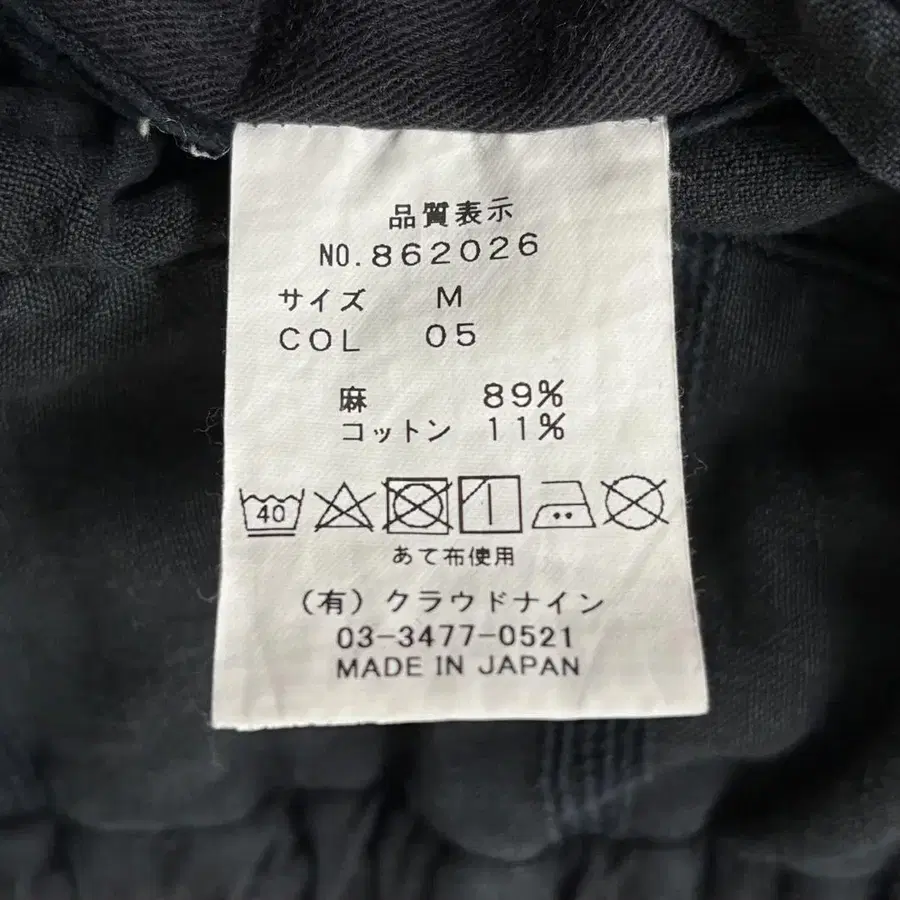 品質表示
NO.862026
サイズ M
COL 05
麻 89%
コットン 11%
40
あて布使用
(有)クラウドナイン
03-3477-0521
MADE IN JAPAN